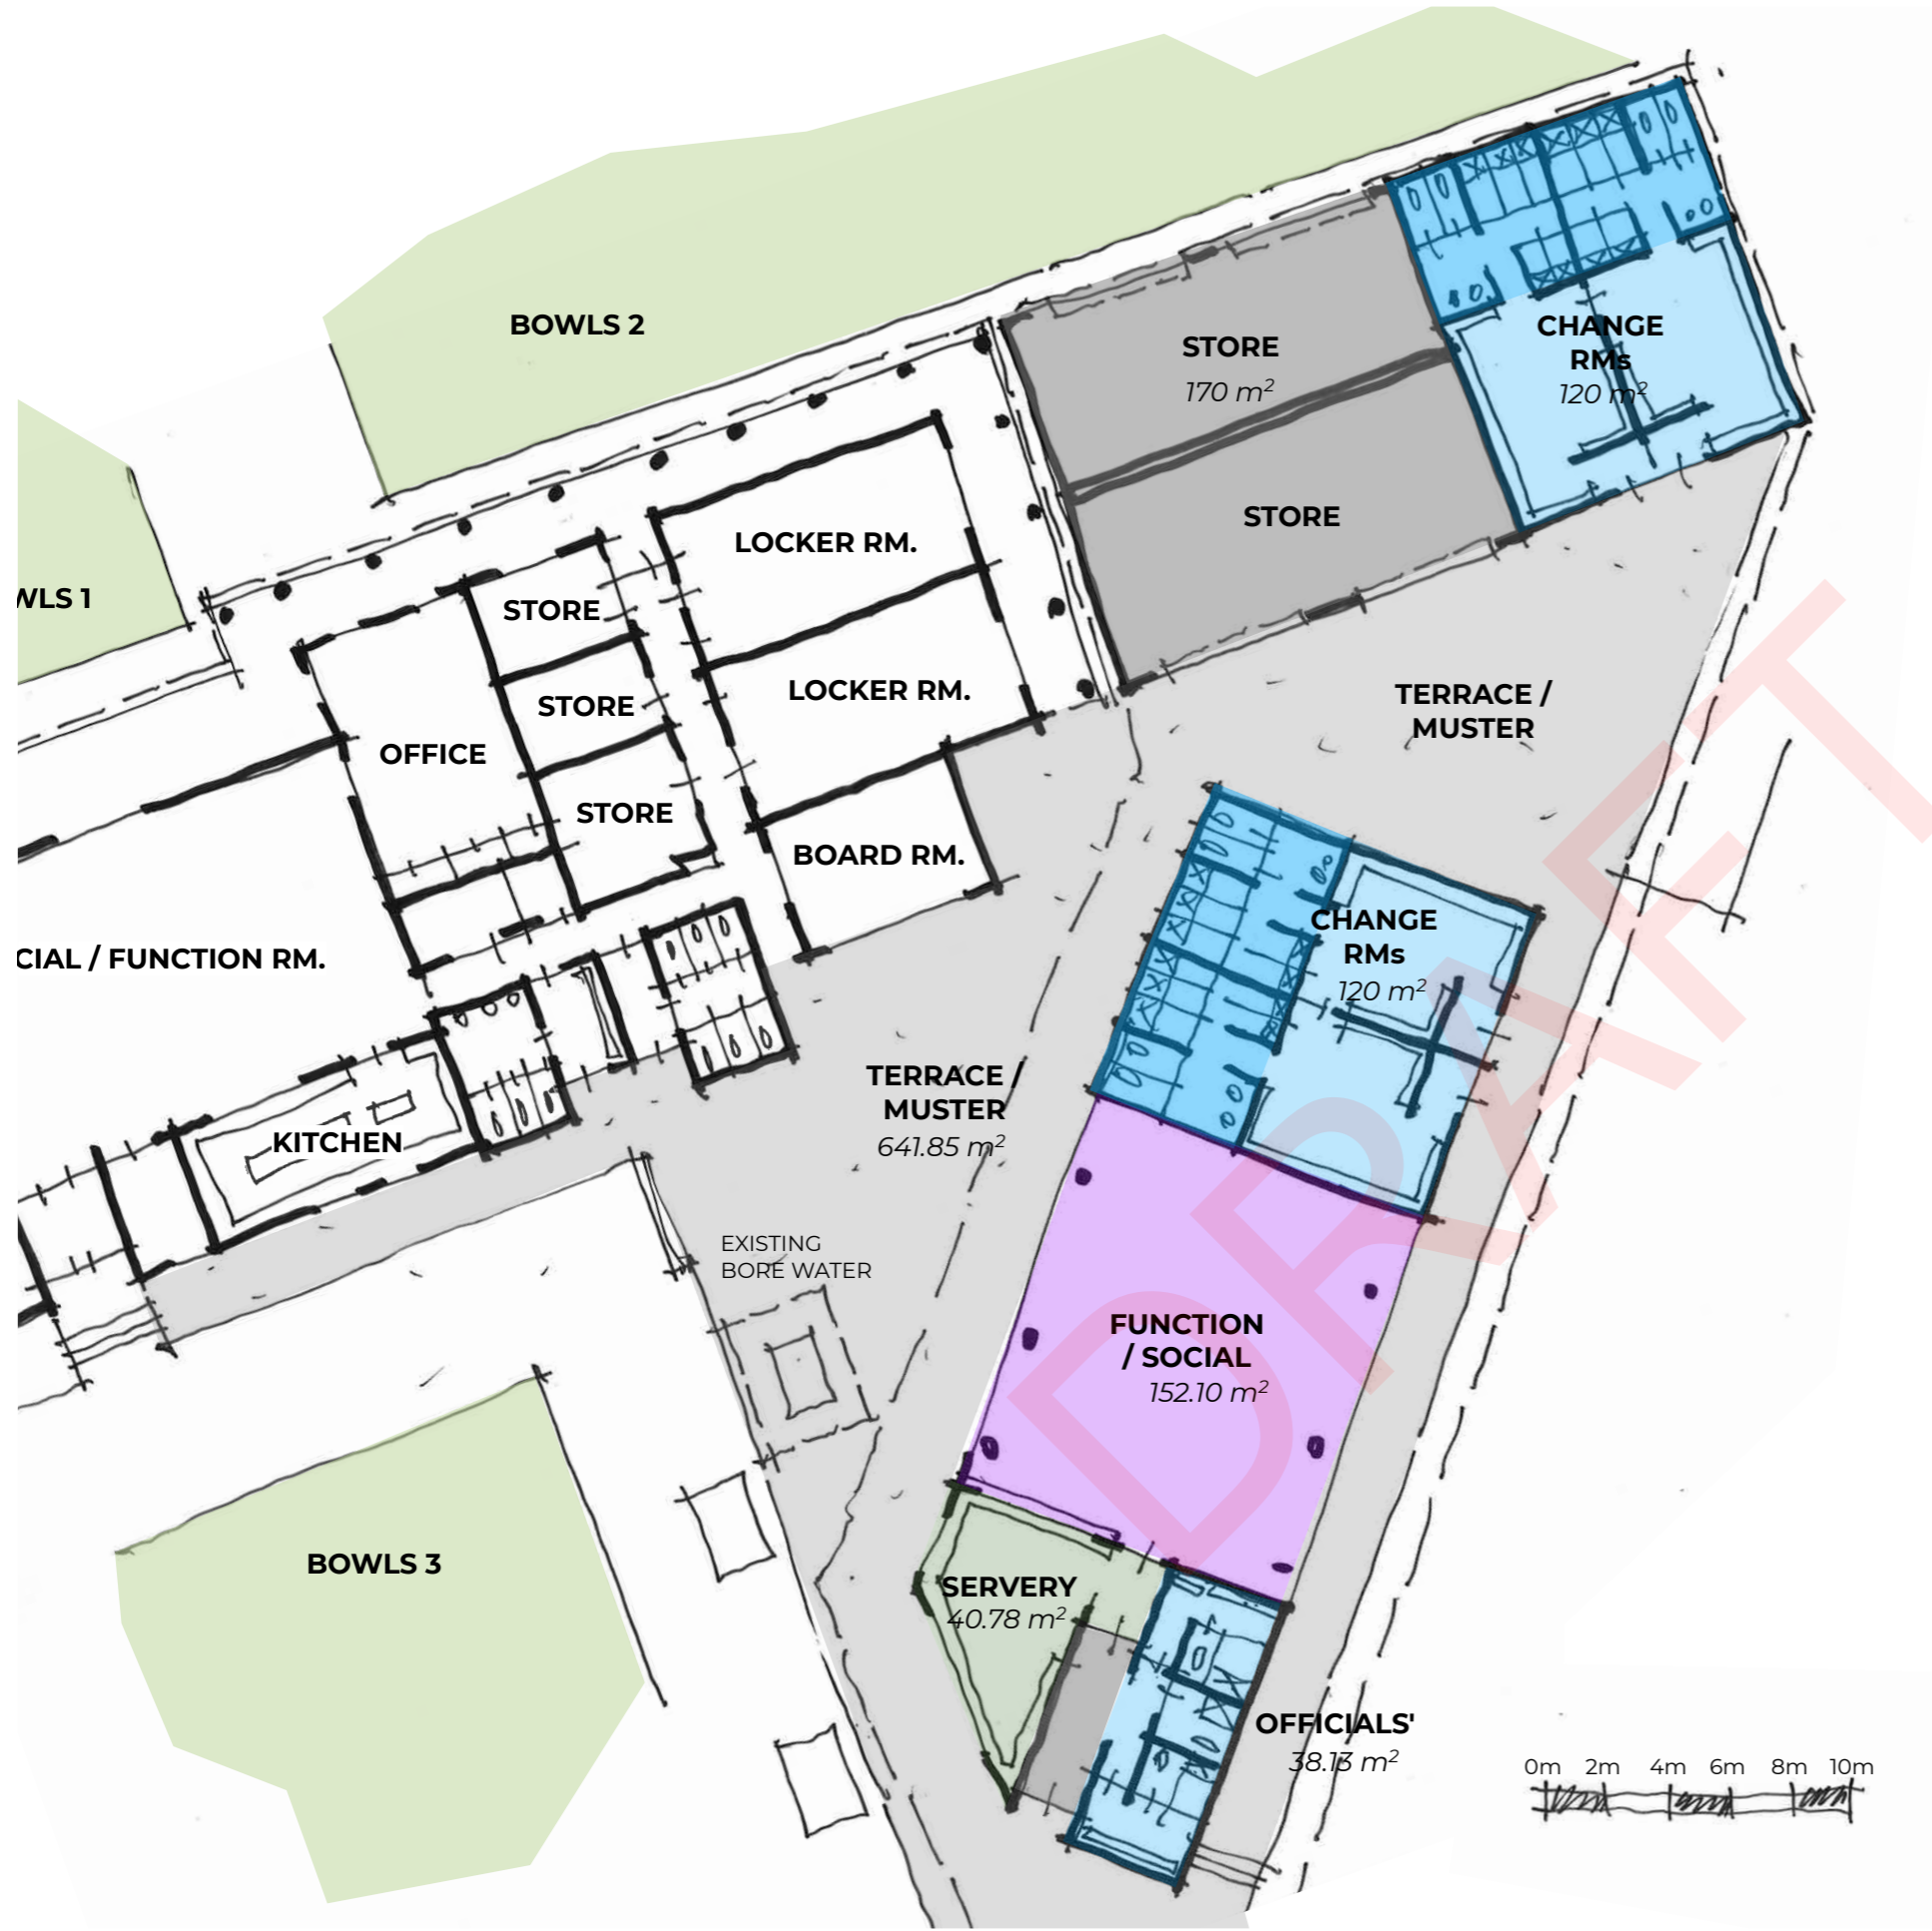 BOWLS 2
CHANGE
RMs
120 m²
STORE
170 m²
STORE
LOCKER RM.
WLS 1
STORE
LOCKER RM.
STORE
OFFICE
TERRACE /
MUSTER
STORE
BOARD RM.
CHANGE
RMs
120 m²
CIAL / FUNCTION RM.
TERRACE /
MUSTER
641.85 m²
KITCHEN
EXISTING
BORE WATER
FUNCTION
/ SOCIAL
152.10 m²
BOWLS 3
SERVERY
40.78 m²
OFFICIALS'
38.13 m²
0m 2m 4m 6m 8m 10m
DRAFT